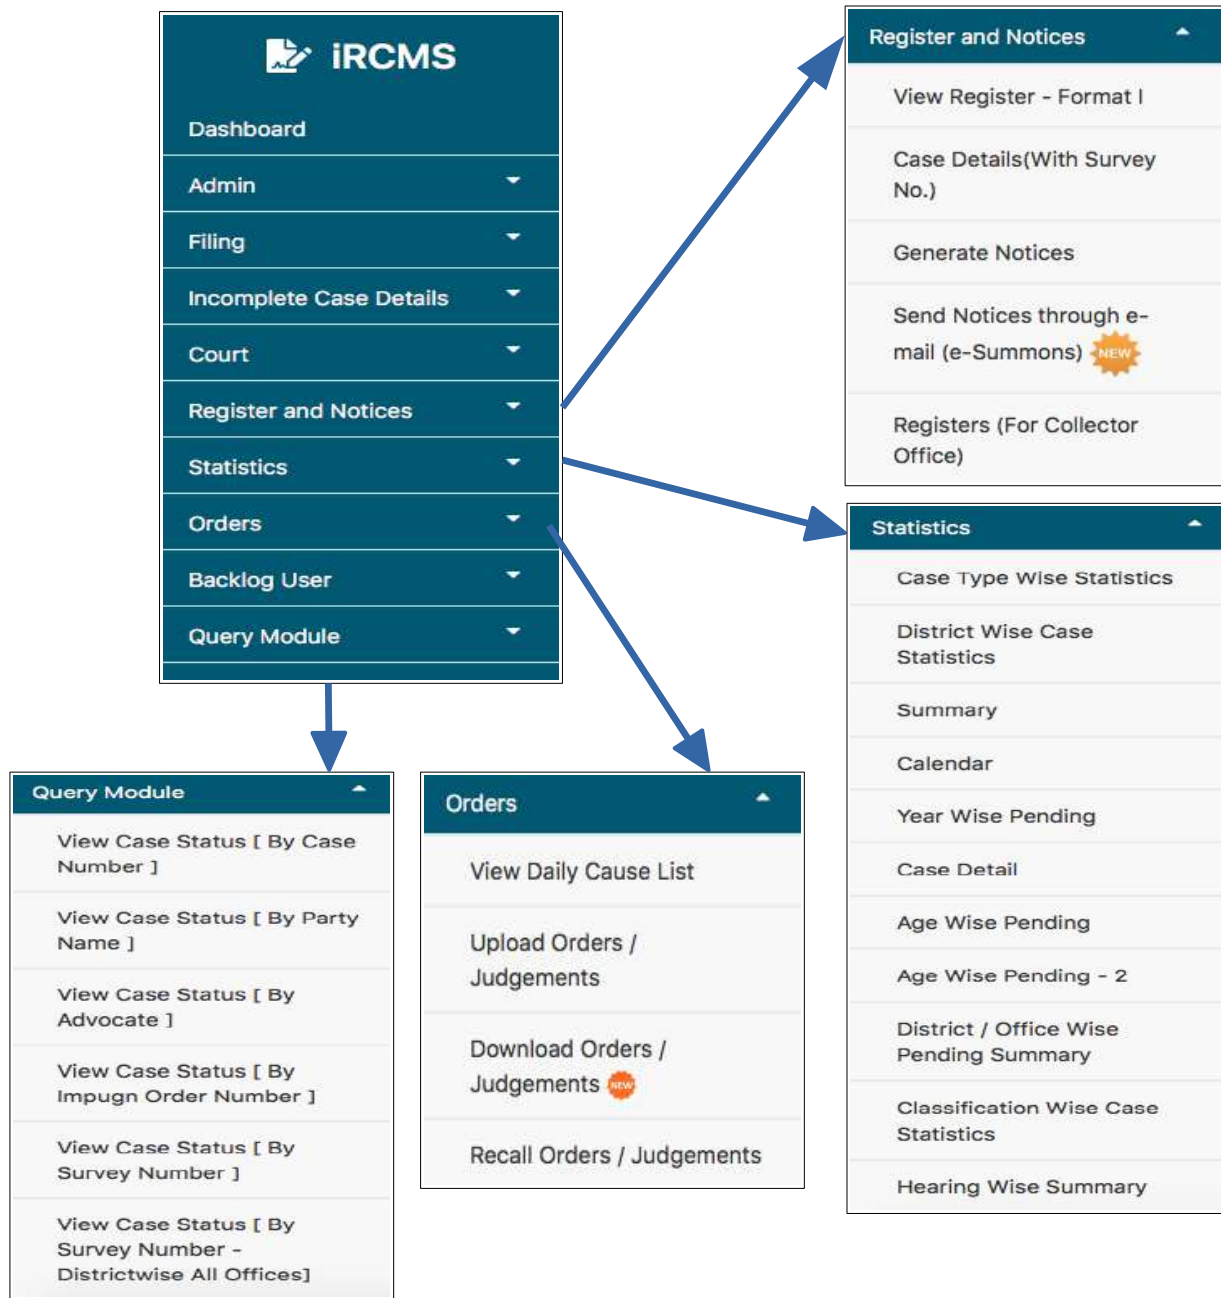 iRCMS
Dashboard
Admin
Filing
Incomplete Case Details
Court
Register and Notices
Statistics
Orders
Backlog User
Query Module
Register and Notices
View Register - Format I
Case Details(With Survey
No.)
Generate Notices
Send Notices through e-
mail (e-Summons) NEW
Registers (For Collector
Office)
Statistics
Case Type Wise Statistics
District Wise Case
Statistics
Summary
Calendar
Year Wise Pending
Case Detail
Age Wise Pending
Age Wise Pending - 2
District / Office Wise
Pending Summary
Classification Wise Case
Statistics
Hearing Wise Summary
Query Module
View Case Status [ By Case
Number ]
View Case Status [ By Party
Name ]
View Case Status [ By
Advocate ]
View Case Status [ By
Impugn Order Number ]
View Case Status [ By
Survey Number ]
View Case Status [ By
Survey Number -
Districtwise All Offices]
Orders
View Daily Cause List
Upload Orders /
Judgements
Download Orders /
Judgements NEW
Recall Orders / Judgements